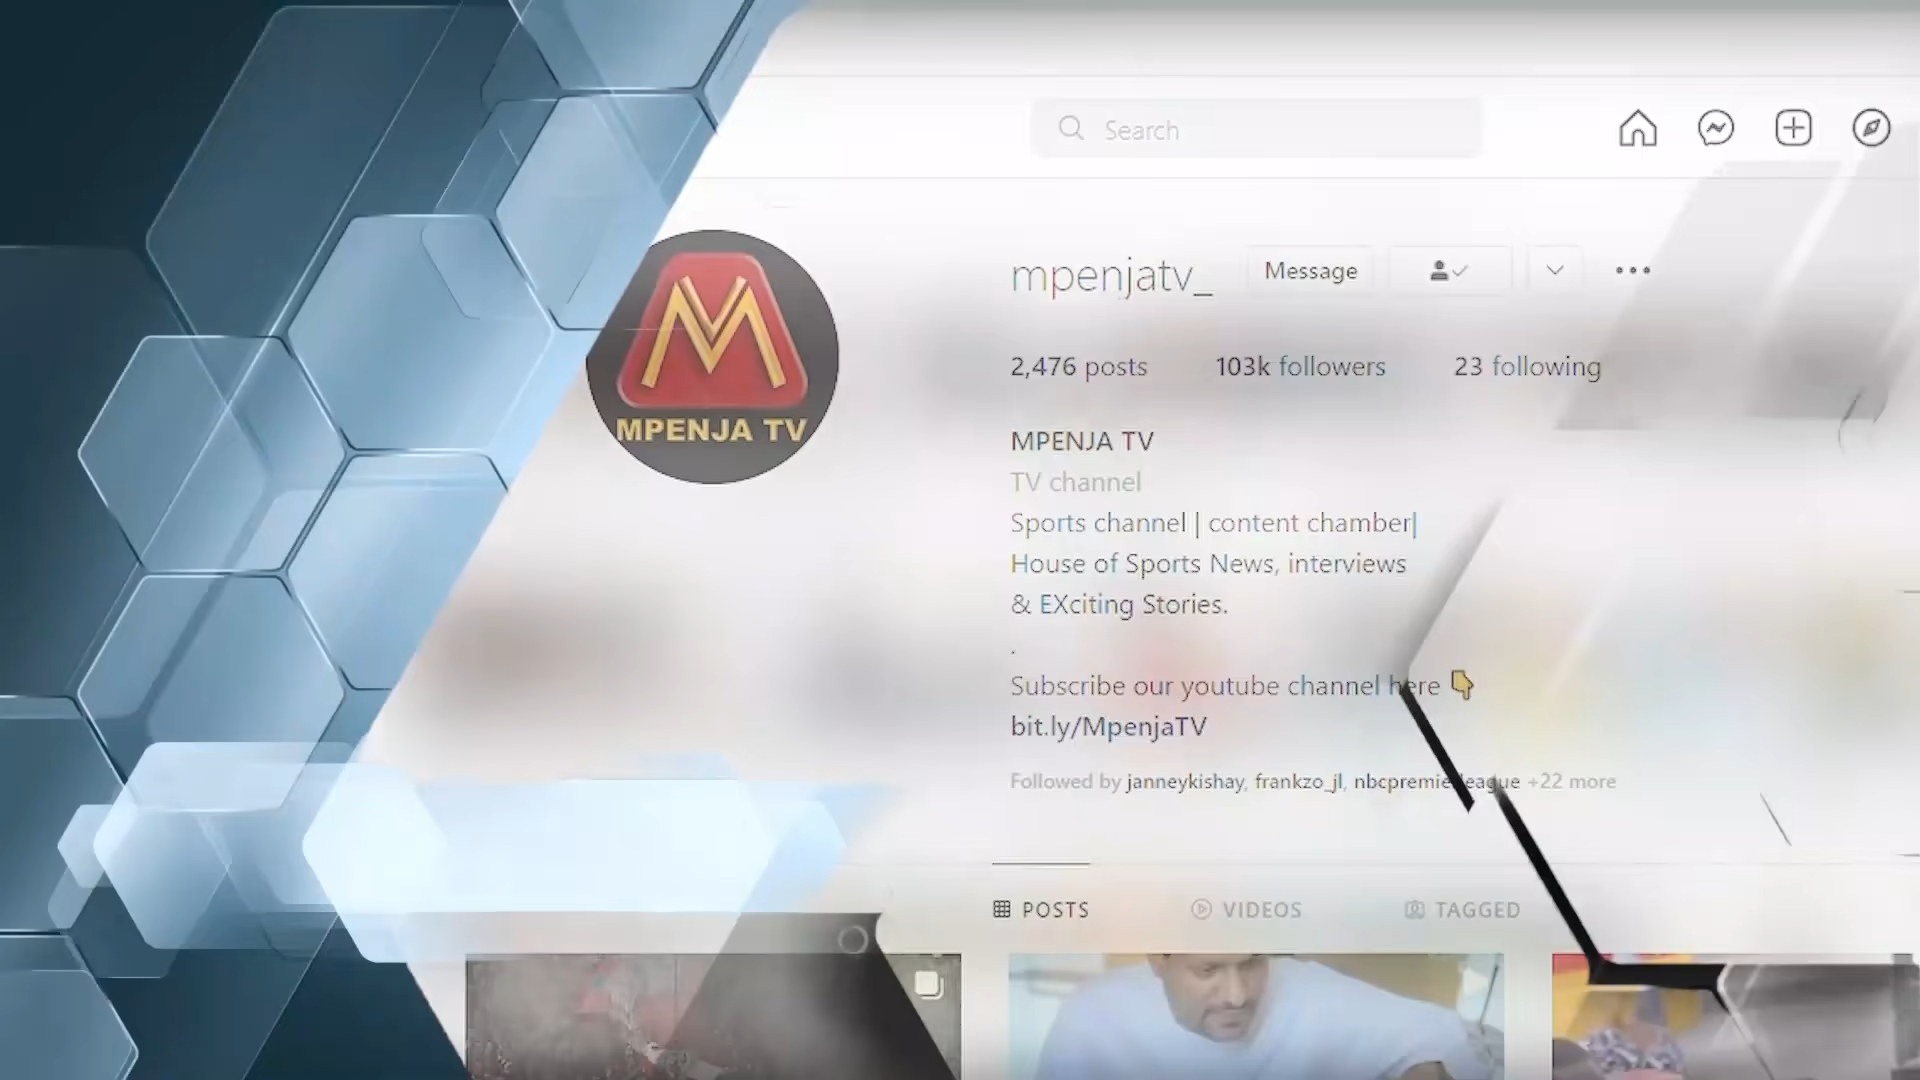 Search
mpenjatv_ Message
2,476 posts 103k followers 23 following
MPENJA TV
MPENJA TV
TV channel
Sports channel | content chamber|
House of Sports News, interviews
& EXciting Stories.
.
Subscribe our youtube channel here 👇
bit.ly/MpenjaTV
Followed by janneykishay, frankzo_jl, nbcpremierleague +22 more
POSTS VIDEOS TAGGED